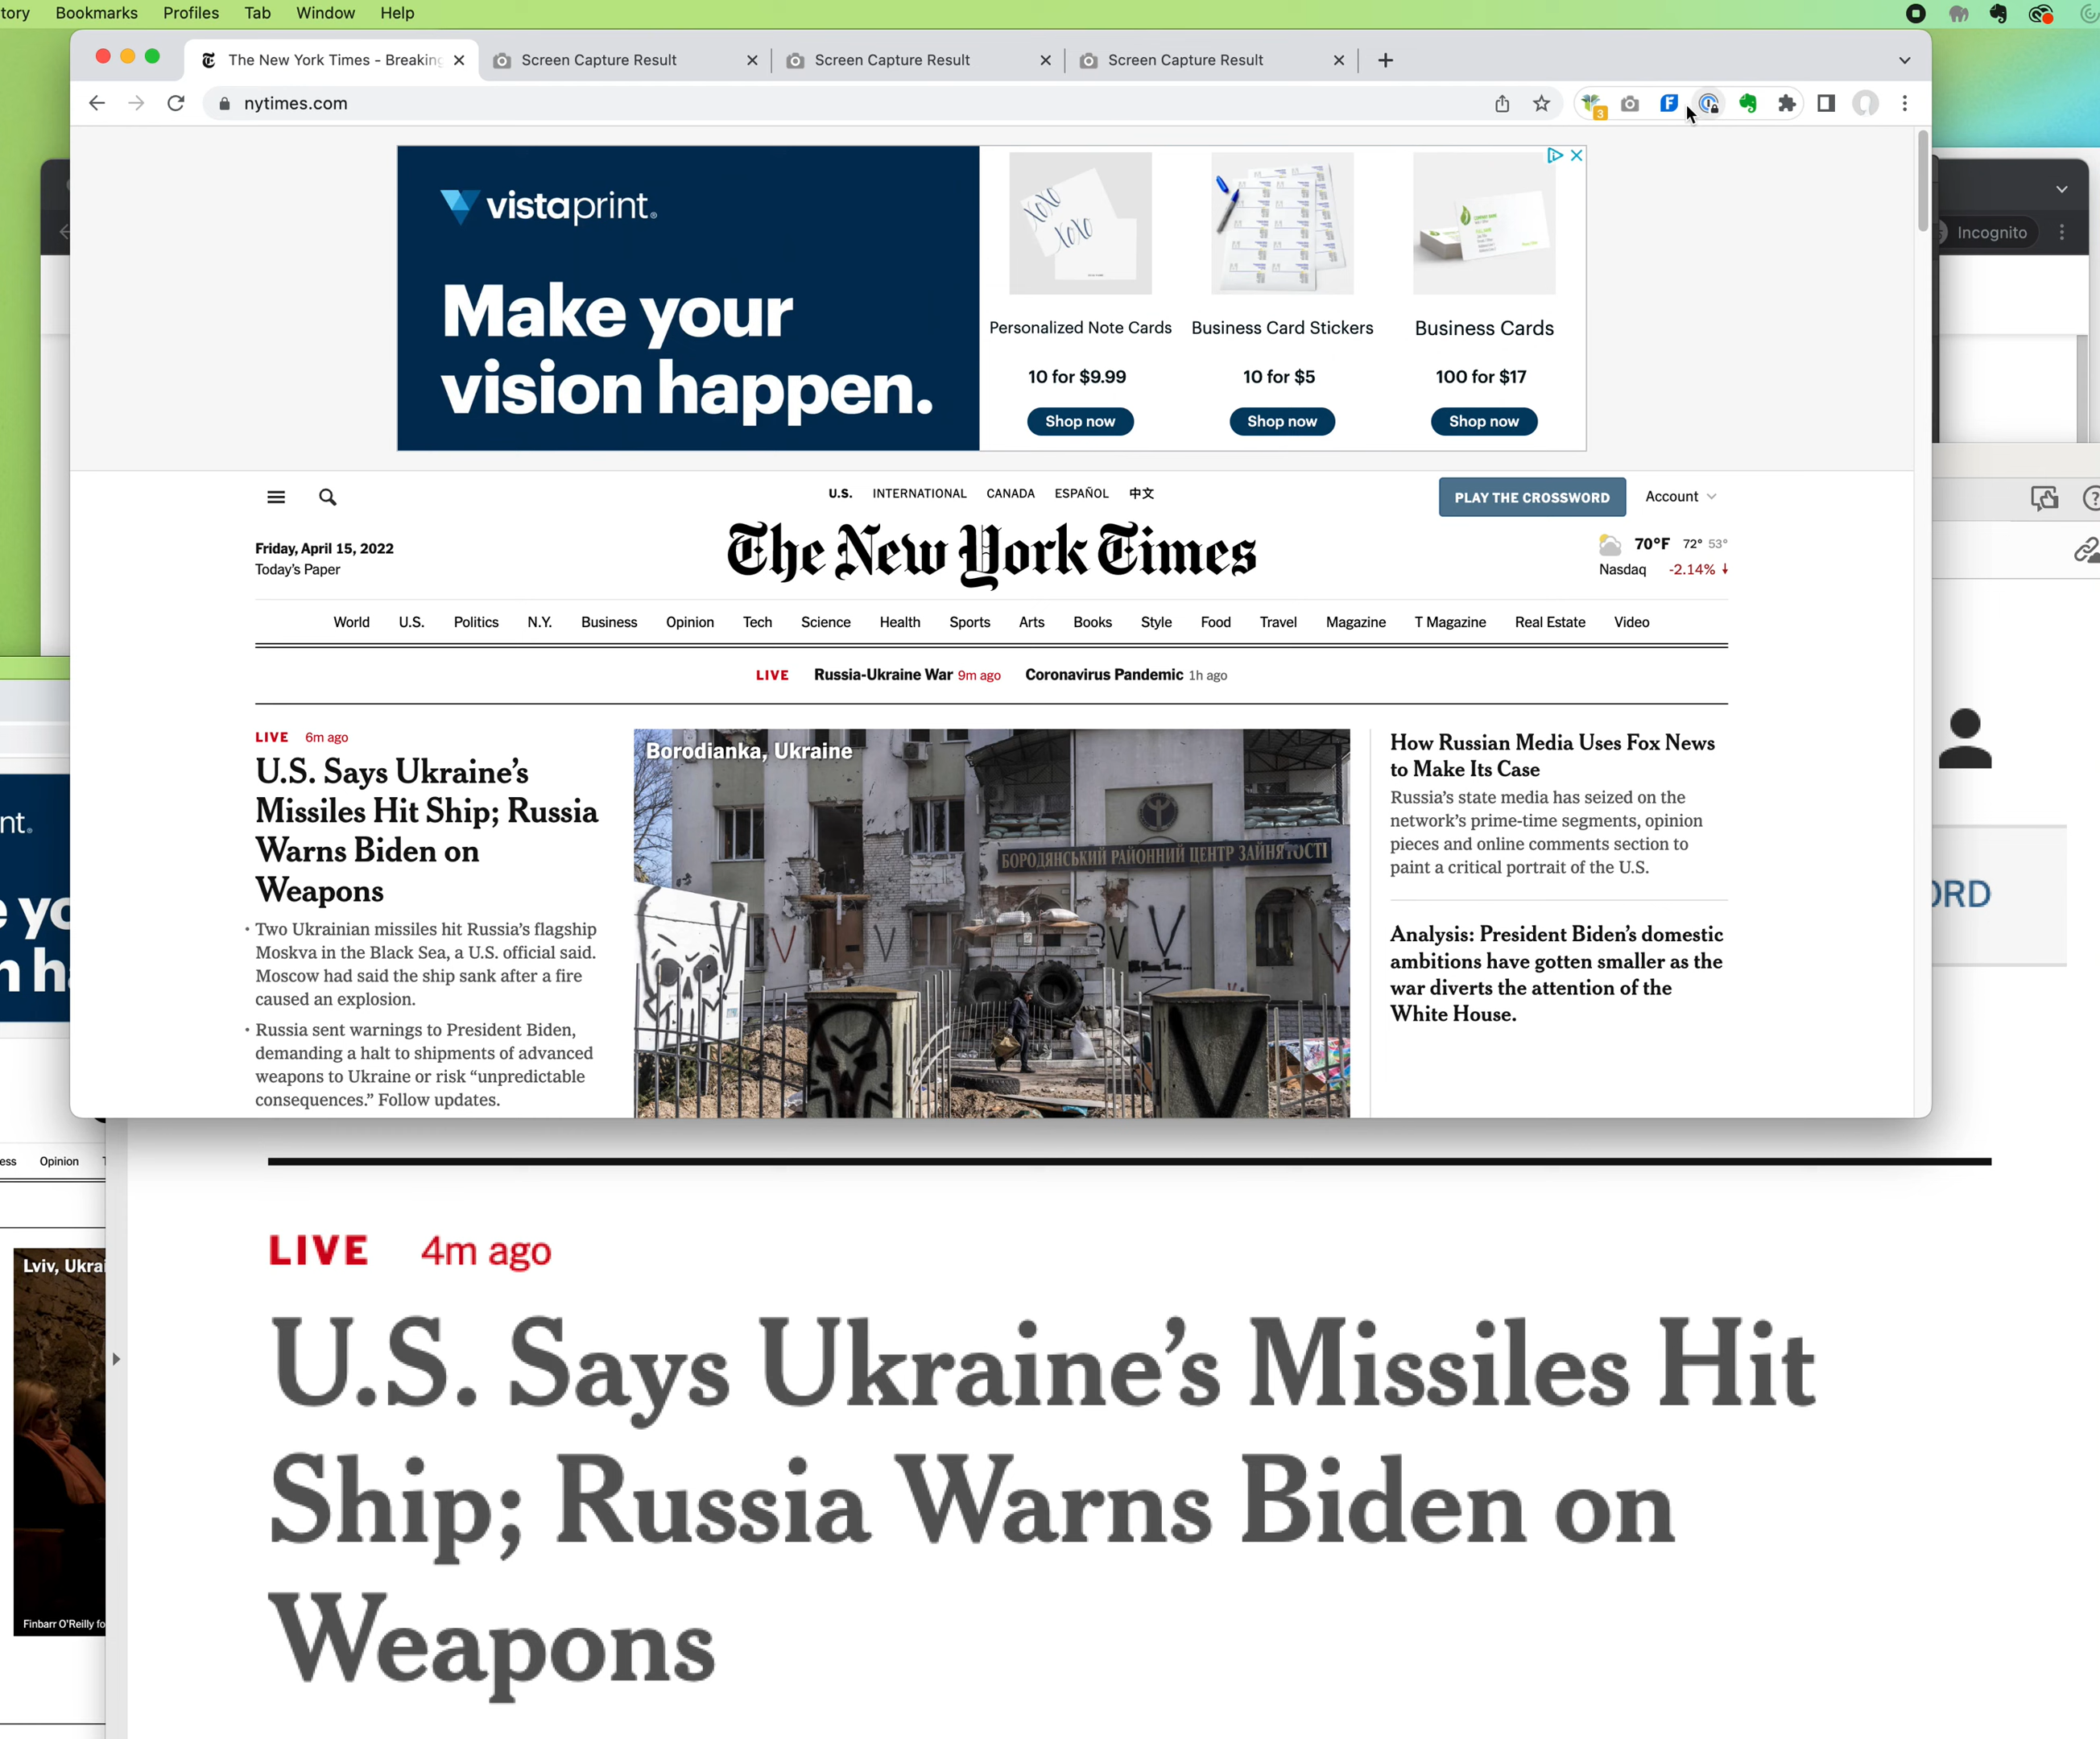 tory Bookmarks Profiles Tab Window Help
The New York Times - Breaking
Screen Capture Result
Screen Capture Result
Screen Capture Result
nytimes.com
3
Incognito
vistaprint.
Make your
vision happen.
XOXO
XOXO
Personalized Note Cards
10 for $9.99
Shop now
Business Card Stickers
10 for $5
Shop now
Business Cards
100 for $17
Shop now
U.S. INTERNATIONAL CANADA ESPAÑOL 中文
PLAY THE CROSSWORD
Account
Friday, April 15, 2022
Today's Paper
The New York Times
70°F 72° 53°
Nasdaq -2.14%
World U.S. Politics N.Y. Business Opinion Tech Science Health Sports Arts Books Style Food Travel Magazine T Magazine Real Estate Video
LIVE Russia-Ukraine War 9m ago Coronavirus Pandemic 1h ago
LIVE 6m ago
U.S. Says Ukraine’s
Missiles Hit Ship; Russia
Warns Biden on
Weapons
• Two Ukrainian missiles hit Russia’s flagship
Moskva in the Black Sea, a U.S. official said.
Moscow had said the ship sank after a fire
caused an explosion.
• Russia sent warnings to President Biden,
demanding a halt to shipments of advanced
weapons to Ukraine or risk “unpredictable
consequences.” Follow updates.
Borodianka, Ukraine
БОРОДЯНСЬКИЙ РАЙОННИЙ ЦЕНТР ЗАЙНЯТОСТІ
V V V V V
How Russian Media Uses Fox News
to Make Its Case
Russia’s state media has seized on the
network’s prime-time segments, opinion
pieces and online comments section to
paint a critical portrait of the U.S.
Analysis: President Biden’s domestic
ambitions have gotten smaller as the
war diverts the attention of the
White House.
nt.
e yo
n ha
ORD
ess Opinion T
Lviv, Ukrai
Finbarr O'Reilly fo
LIVE 4m ago
U.S. Says Ukraine’s Missiles Hit
Ship; Russia Warns Biden on
Weapons